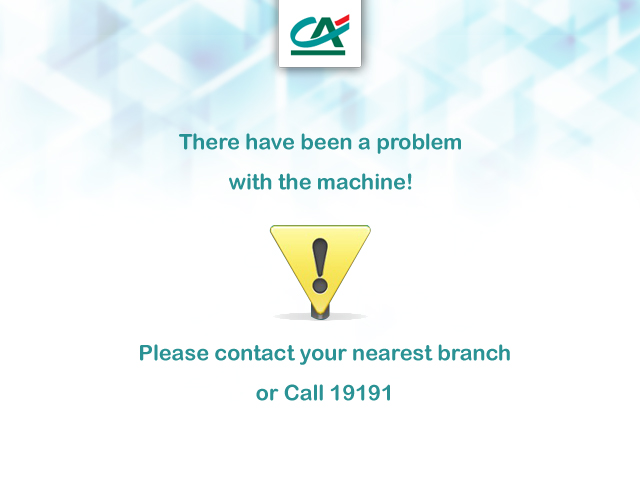 CA
There have been a problem
with the machine!
Please contact your nearest branch
or Call 19191